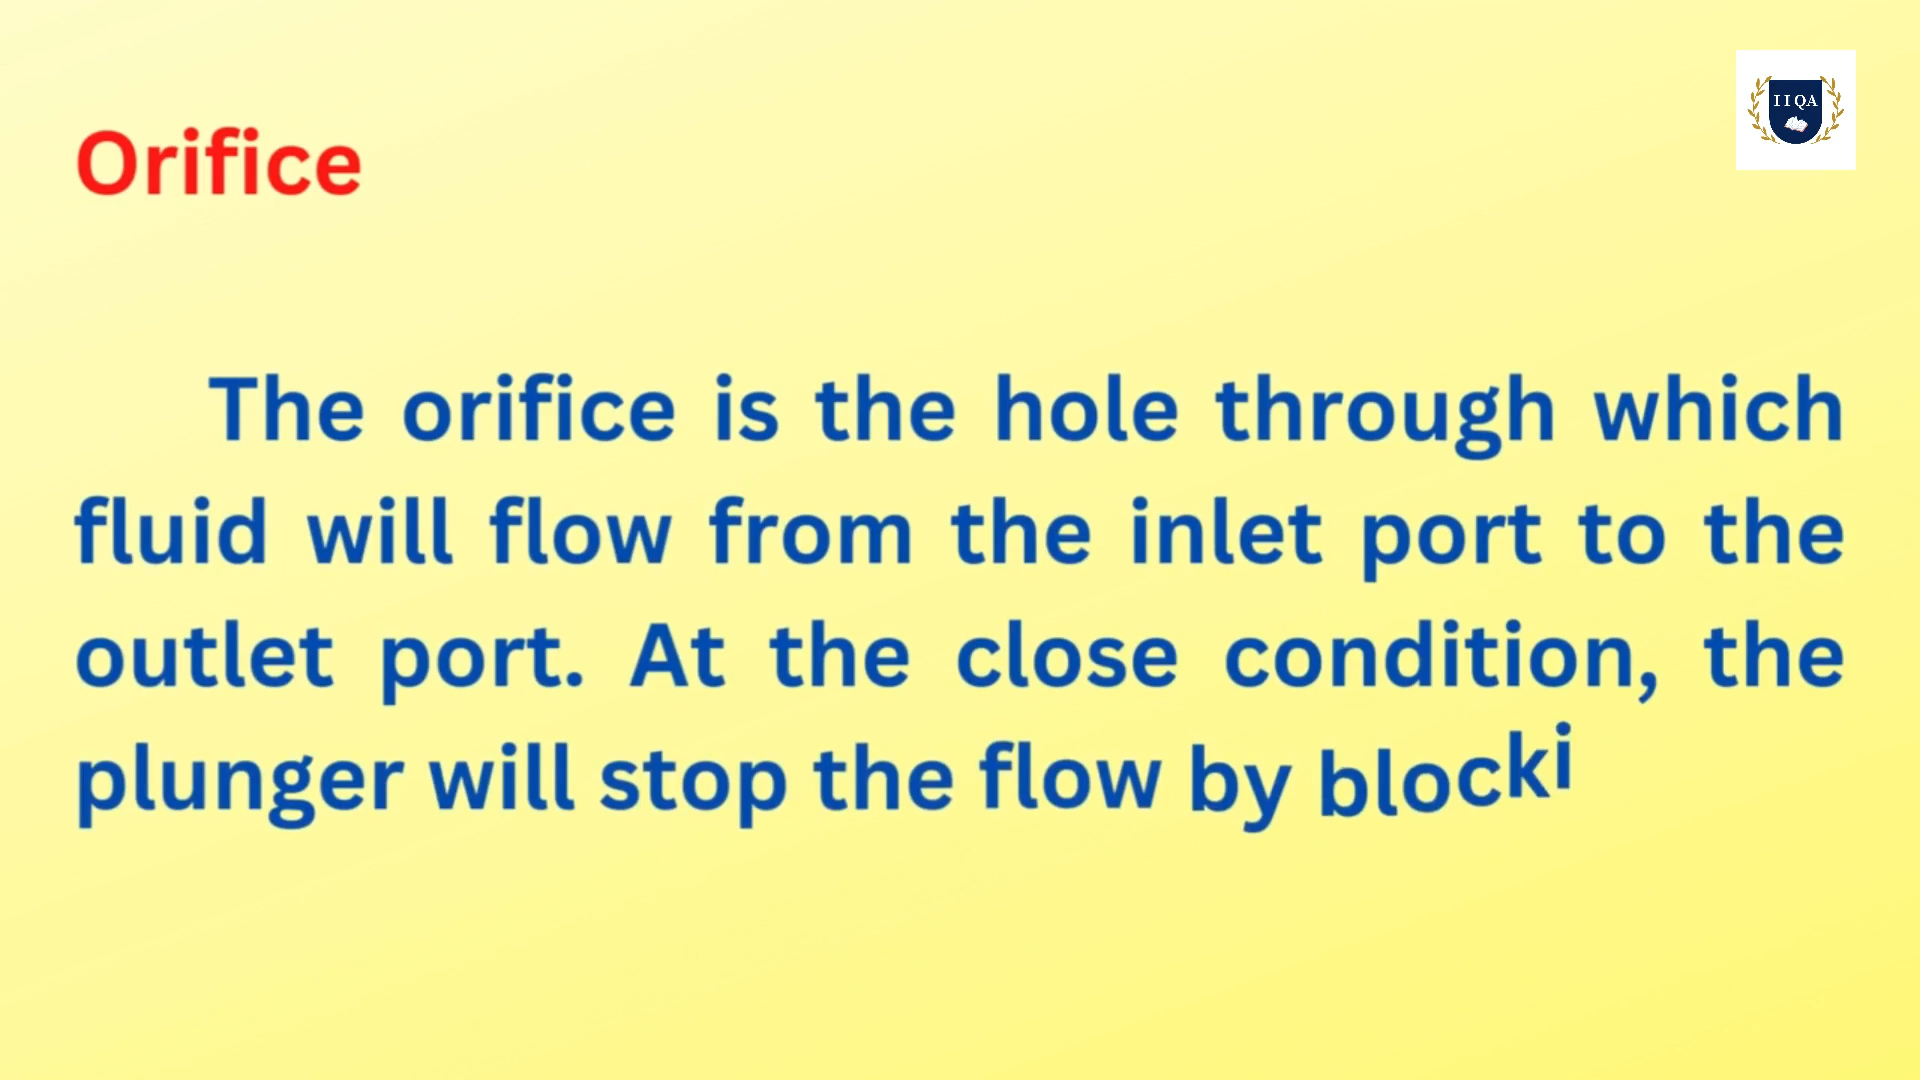 IIQA
Orifice
The orifice is the hole through which
fluid will flow from the inlet port to the
outlet port. At the close condition, the
plunger will stop the flow by blocki